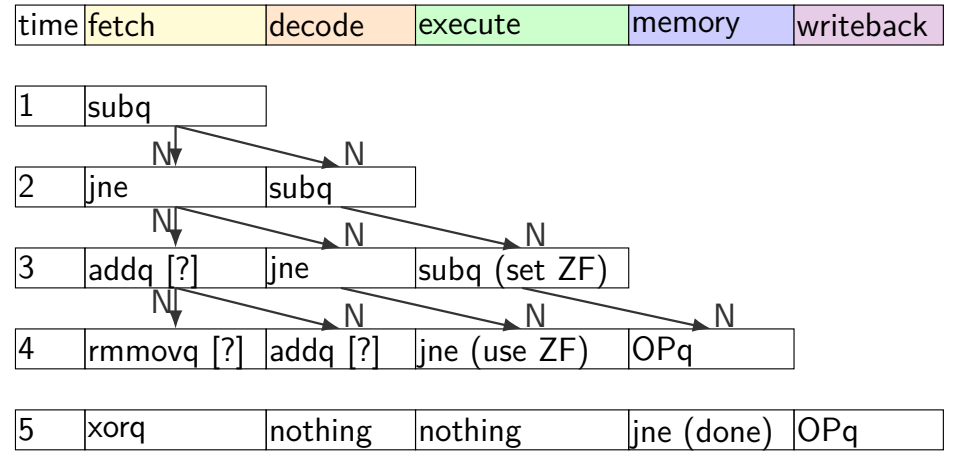 time fetch decode execute memory writeback
1 subq
N N
2 jne subq
N N N
3 addq [?] jne subq (set ZF)
N N N N
4 rmmovq [?] addq [?] jne (use ZF) OPq
5 xorq nothing nothing jne (done) OPq